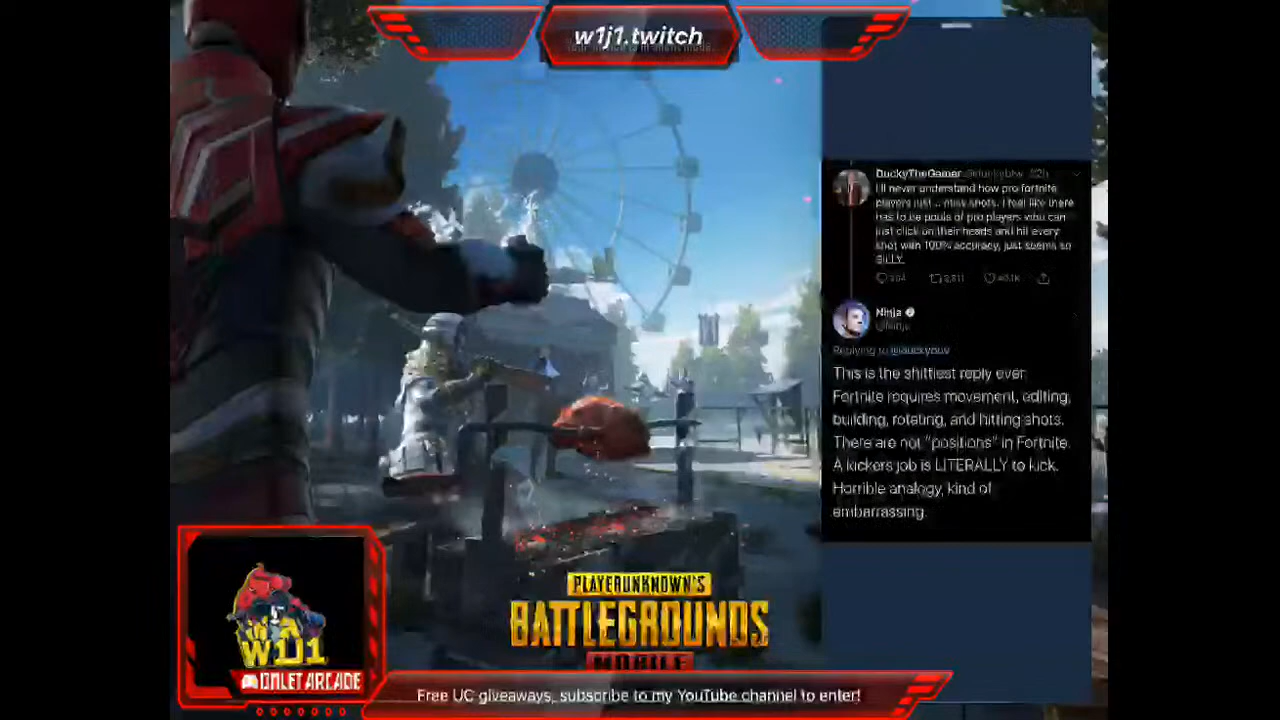 w1j1.twitch
DuckyTheGamer
I'll never understand how pro fortnite
players just... miss shots. I feel like there
has to be pools of pro players who can
just click on their heads and hit every
shot with 100% accuracy, just seems so
SILLY.
Ninja
@Ninja
Replying to
This is the shittiest reply ever
Fortnite requires movement, editing,
building, rotating, and hitting shots.
There are not "positions" in Fortnite.
A kickers job is LITERALLY to kick.
Horrible analogy, kind of
embarrassing.
PLAYERUNKNOWN'S
BATTLEGROUNDS
MOBILE
W1J1
OMLET ARCADE
Free UC giveaways, subscribe to my YouTube channel to enter!